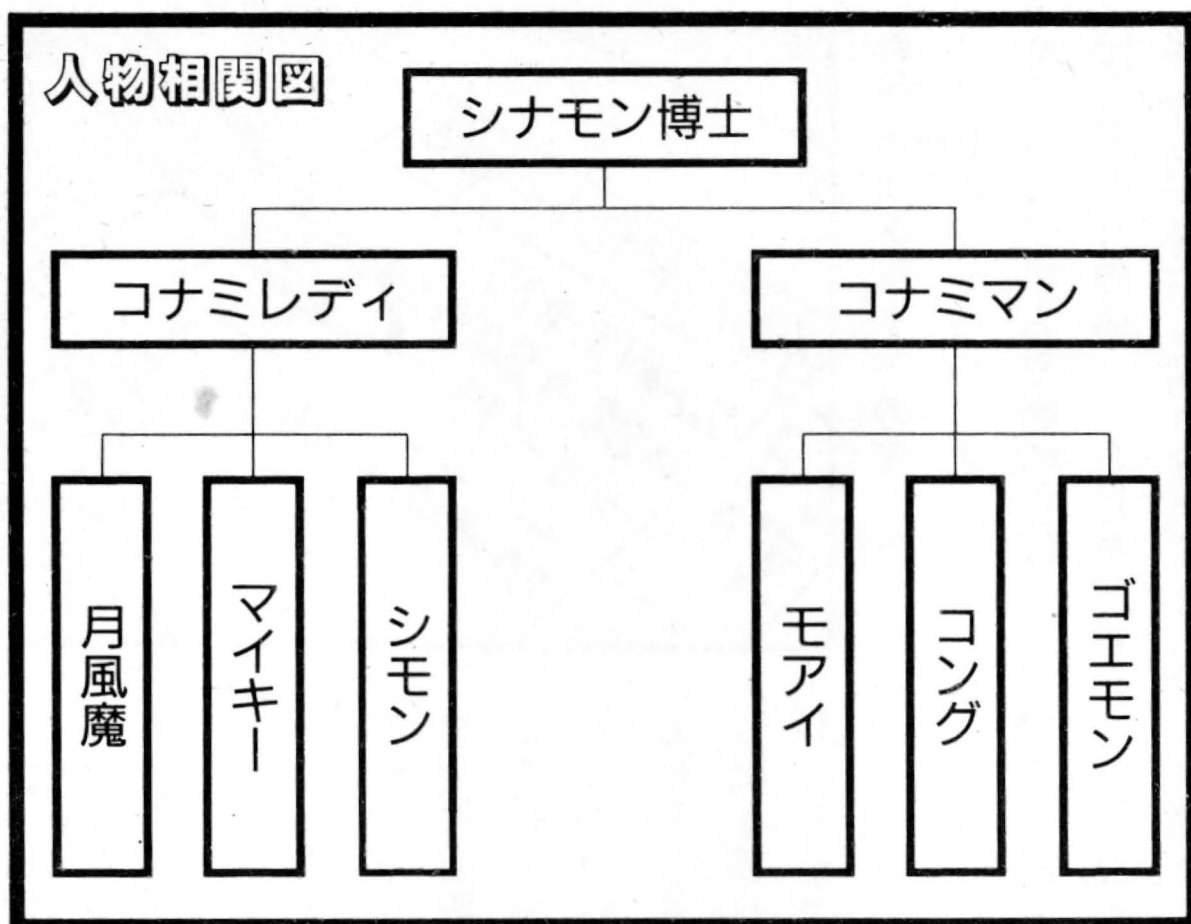 人物相関図
シナモン博士
コナミレディ
コナミマン
月風魔
マイキー
シモン
モアイ
コング
ゴエモン